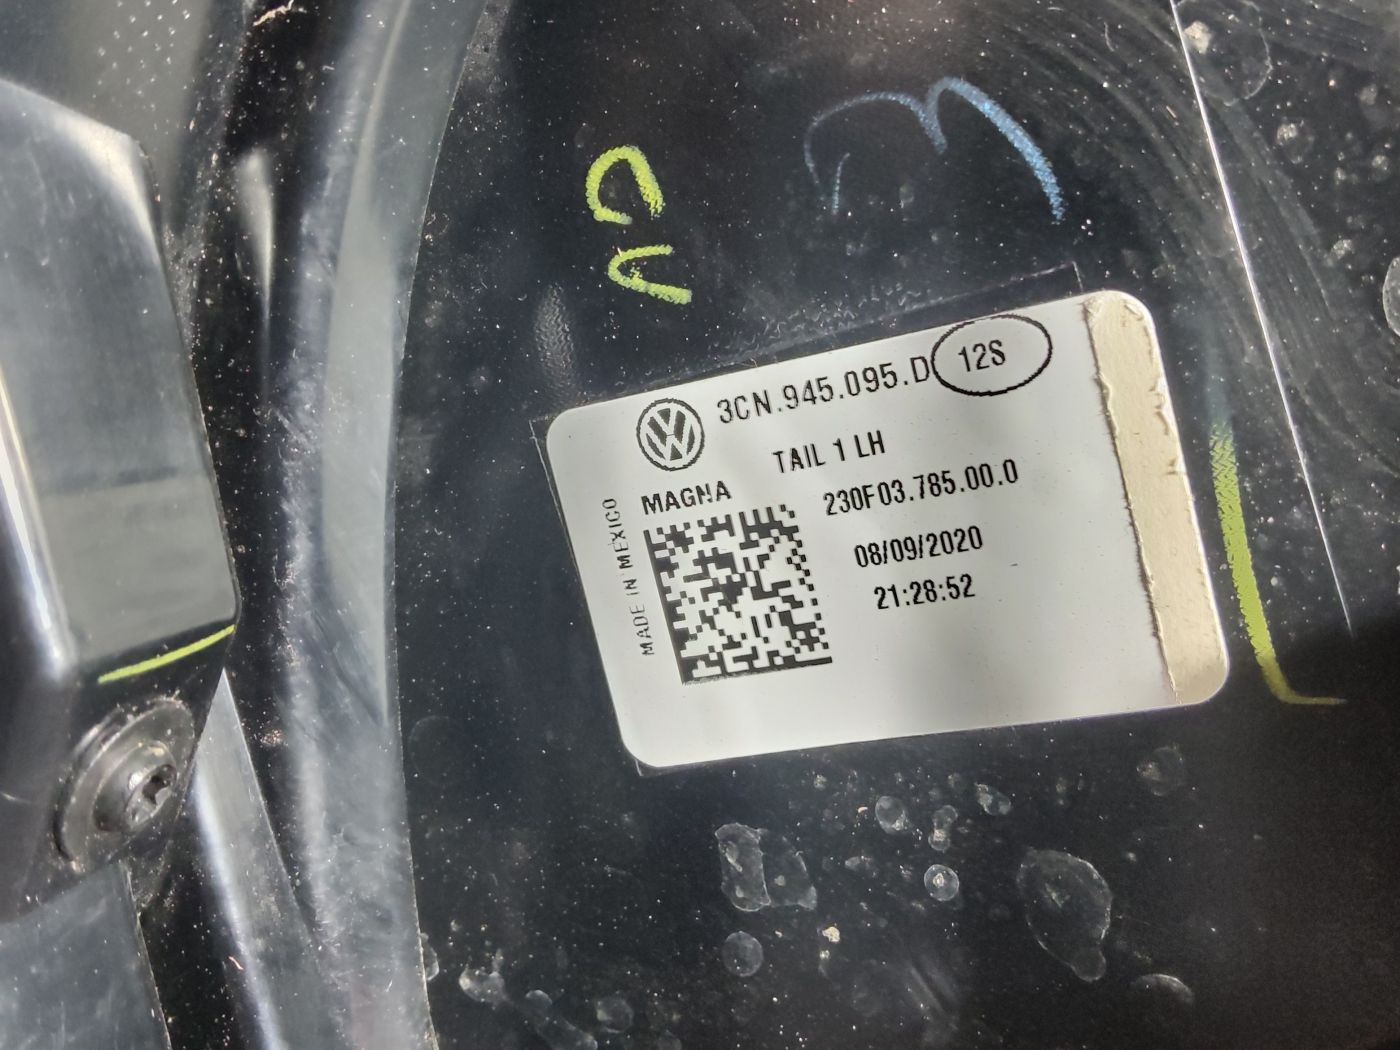 3CN.945.095.D 12S
TAIL 1 LH
MAGNA
230F03.785.00.0
08/09/2020
21:28:52
MADE IN MEXICO